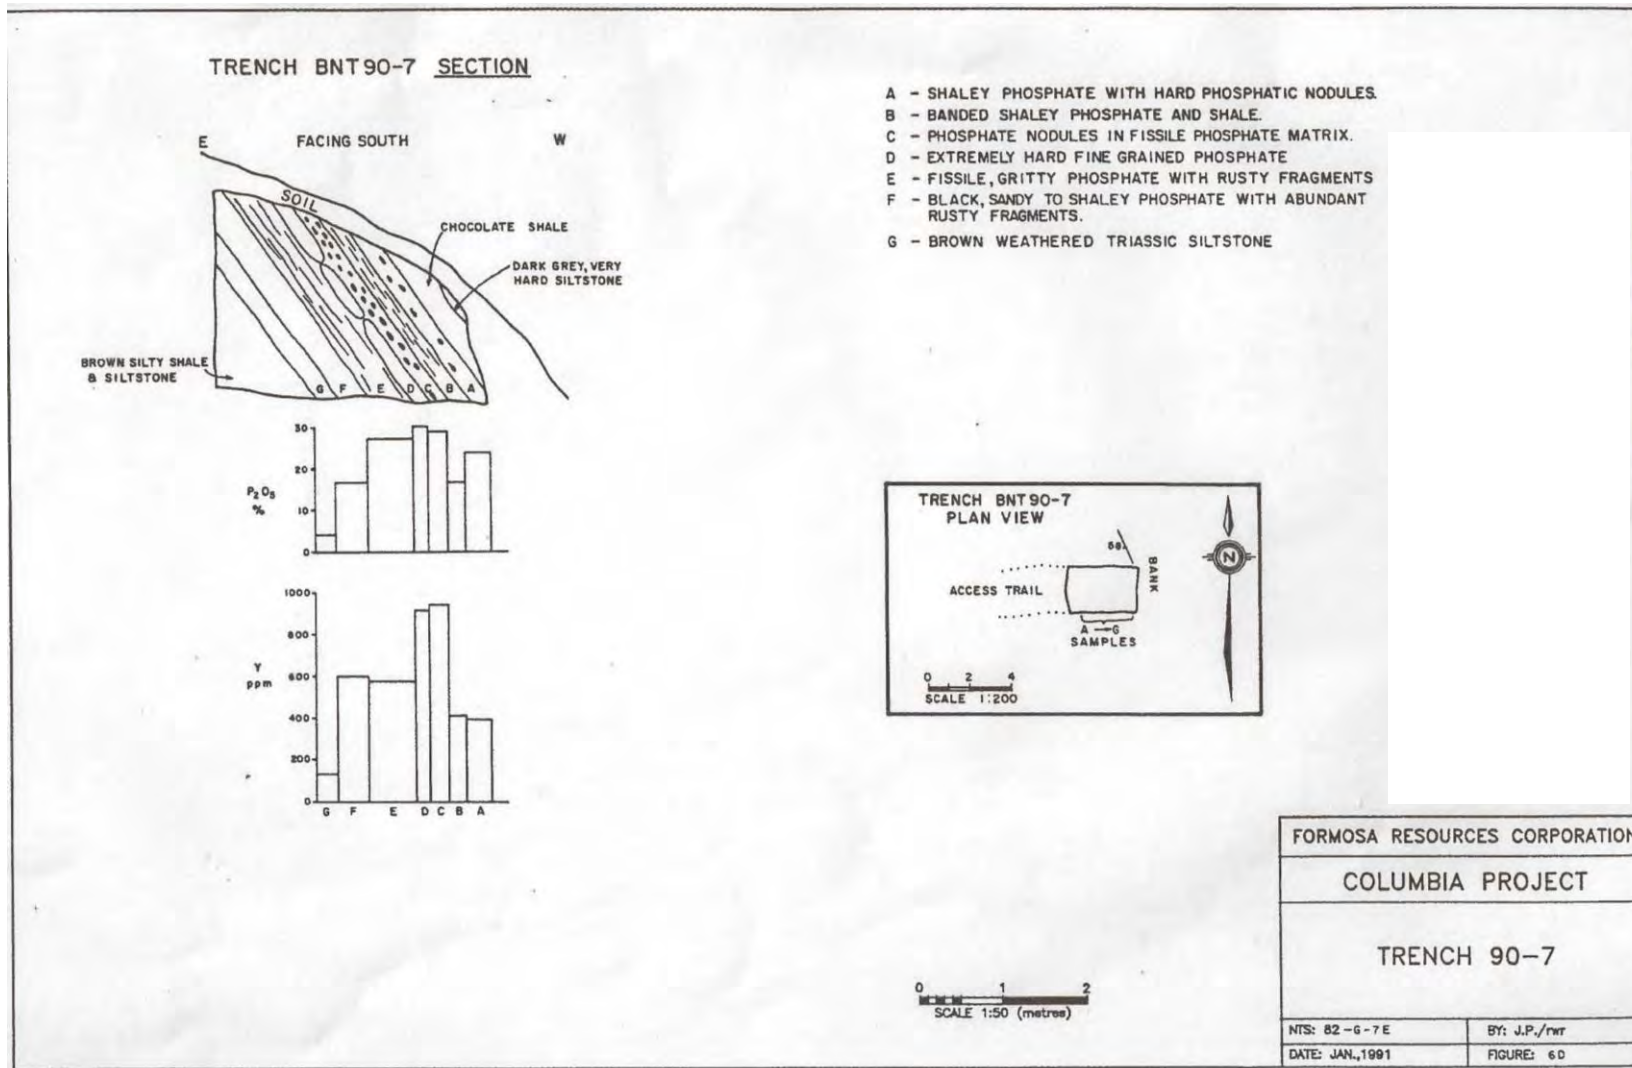 TRENCH BNT90-7 SECTION
E FACING SOUTH W
SOIL
CHOCOLATE SHALE
DARK GREY, VERY
HARD SILTSTONE
BROWN SILTY SHALE
& SILTSTONE
G F E D C B A
30
20
P2O5
%
10
0
1000
800
Y
600
ppm
400
200
0
G F E D C B A
A - SHALEY PHOSPHATE WITH HARD PHOSPHATIC NODULES.
B - BANDED SHALEY PHOSPHATE AND SHALE.
C - PHOSPHATE NODULES IN FISSILE PHOSPHATE MATRIX.
D - EXTREMELY HARD FINE GRAINED PHOSPHATE
E - FISSILE, GRITTY PHOSPHATE WITH RUSTY FRAGMENTS
F - BLACK, SANDY TO SHALEY PHOSPHATE WITH ABUNDANT
RUSTY FRAGMENTS.
G - BROWN WEATHERED TRIASSIC SILTSTONE
TRENCH BNT90-7
PLAN VIEW
N
BANK
ACCESS TRAIL
A → G
SAMPLES
0 2 4
SCALE 1:200
0 1 2
SCALE 1:50 (metres)
FORMOSA RESOURCES CORPORATION
COLUMBIA PROJECT
TRENCH 90-7
NTS: 82-G-7E
BY: J.P./rwr
DATE: JAN.,1991
FIGURE: 6D